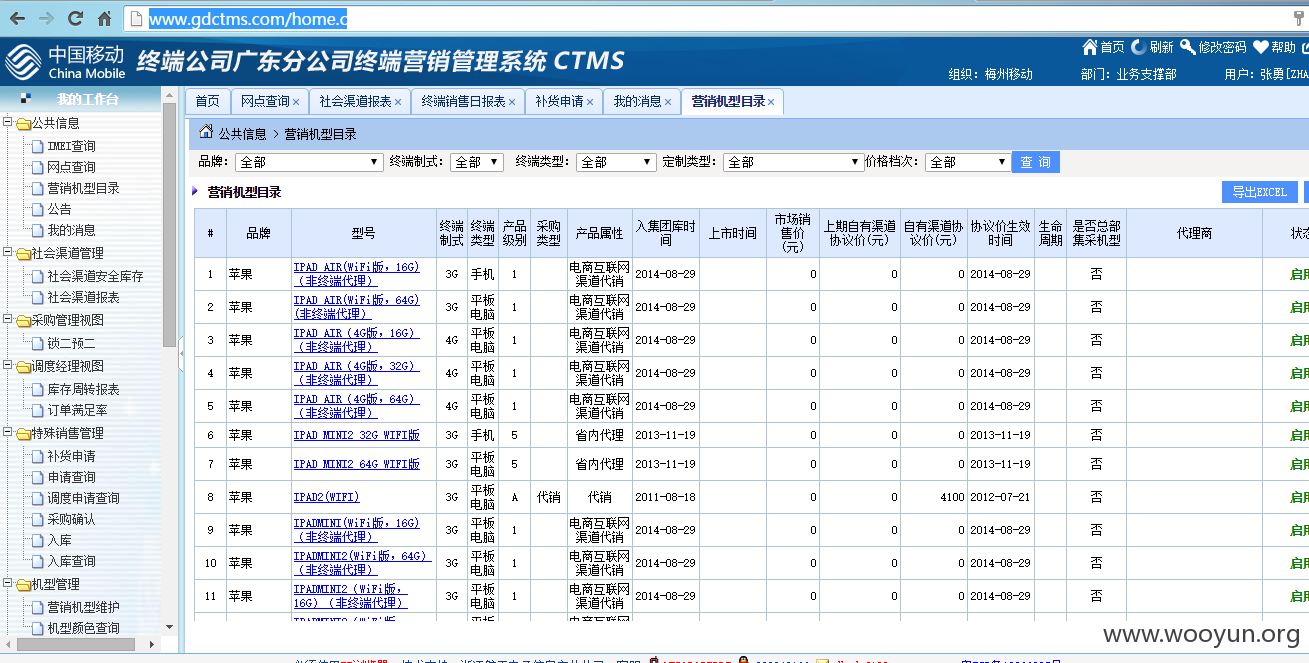 www.gdctms.com/home.c
中国移动
China Mobile
终端公司广东分公司终端营销管理系统 CTMS
首页 刷新 修改密码 帮助
组织：梅州移动 部门：业务支撑部 用户：张勇[ZHA
我的工作台
公共信息
IMEI查询
网点查询
营销机型目录
公告
我的消息
社会渠道管理
社会渠道安全库存
社会渠道报表
采购管理视图
锁二预二
调度经理视图
库存周转报表
订单满足率
特殊销售管理
补货申请
申请查询
调度申请查询
采购确认
入库
入库查询
机型管理
营销机型维护
机型颜色查询
首页 网点查询× 社会渠道报表× 终端销售日报表× 补货申请× 我的消息× 营销机型目录×
公共信息 > 营销机型目录
品牌： 全部 终端制式： 全部 终端类型： 全部 定制类型： 全部 价格档次： 全部 查 询
营销机型目录
导出EXCEL
# 品牌 型号 终端制式 终端类型 产品级别 采购类型 产品属性 入集团库时间 上市时间 市场销售价(元) 上期自有渠道协议价(元) 自有渠道协议价(元) 协议价生效时间 生命周期 是否总部集采机型 代理商 状态
1 苹果 IPAD AIR(WiFi版，16G)（非终端代理） 3G 手机 1 电商互联网渠道代销 2014-08-29 0 0 0 2014-08-29 否 启用
2 苹果 IPAD AIR(WiFi版，64G)(非终端代理） 3G 平板电脑 1 电商互联网渠道代销 2014-08-29 0 0 0 2014-08-29 否 启用
3 苹果 IPAD AIR（4G版，16G）（非终端代理） 4G 平板电脑 1 电商互联网渠道代销 2014-08-29 0 0 0 2014-08-29 否 启用
4 苹果 IPAD AIR（4G版，32G）（非终端代理） 4G 平板电脑 1 电商互联网渠道代销 2014-08-29 0 0 0 2014-08-29 否 启用
5 苹果 IPAD AIR（4G版，64G）（非终端代理） 4G 平板电脑 1 电商互联网渠道代销 2014-08-29 0 0 0 2014-08-29 否 启用
6 苹果 IPAD MINI2 32G WIFI版 3G 手机 5 省内代理 2013-11-19 0 0 0 2013-11-19 否 启用
7 苹果 IPAD MINI2 64G WIFI版 3G 平板电脑 5 省内代理 2013-11-19 0 0 0 2013-11-19 否 启用
8 苹果 IPAD2(WIFI) 3G 平板电脑 A 代销 代销 2011-08-18 0 0 4100 2012-07-21 否 启用
9 苹果 IPADMINI(WiFi版，16G)（非终端代理） 3G 平板电脑 1 电商互联网渠道代销 2014-08-29 0 0 0 2014-08-29 否 启用
10 苹果 IPADMINI2(WiFi版，64G)（非终端代理） 3G 平板电脑 1 电商互联网渠道代销 2014-08-29 0 0 0 2014-08-29 否 启用
11 苹果 IPADMINI2（WiFi版，16G）（非终端代理） 3G 平板电脑 1 电商互联网渠道代销 2014-08-29 0 0 0 2014-08-29 否 启用
www.wooyun.org